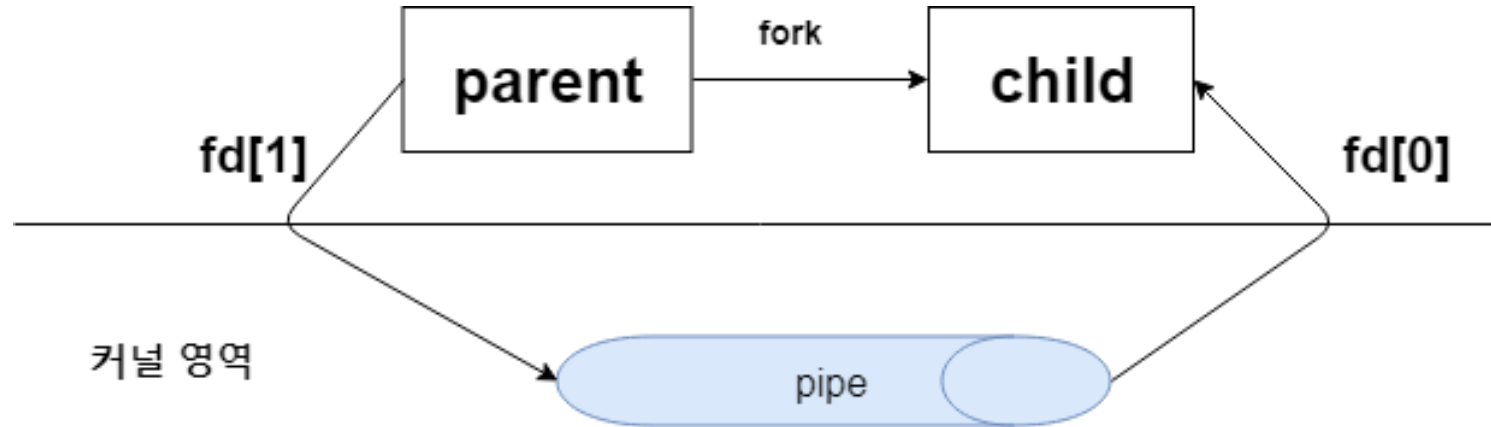 fork
parent
child
fd[1]
fd[0]
커널 영역
pipe